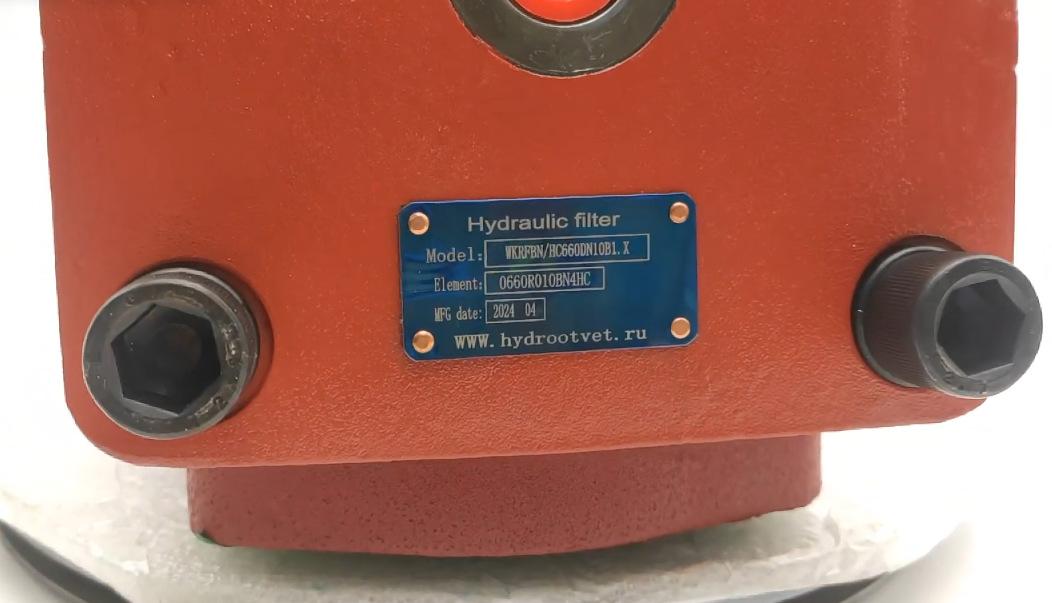 Hydraulic filter
Model: WKRFBN/HC660DN10B1.X
Element: 0660R010BN4HC
MFG date: 2024 04
WWW.hydrootvet.ru